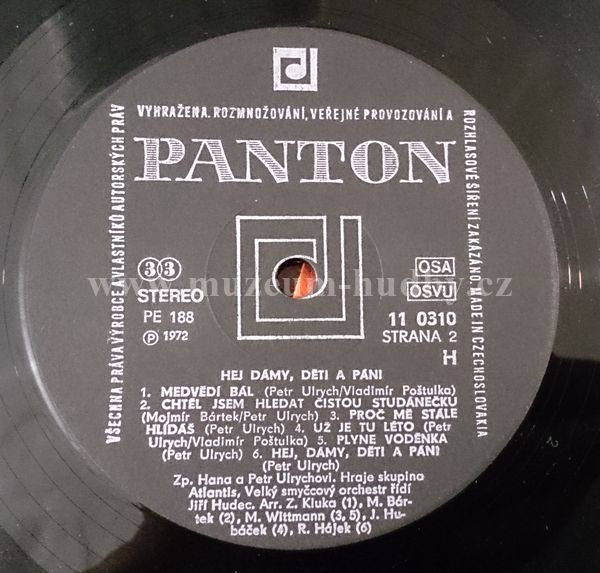 VŠECHNA PRÁVA VÝROBCE A VLASTNÍKŮ AUTORSKÝCH PRÁV
VYHRAŽENA. ROZMNOŽOVÁNÍ, VEŘEJNÉ PROVOZOVÁNÍ A
ROZHLASOVÉ ŠÍŘENÍ ZAKÁZÁNO. MADE IN CZECHOSLOVAKIA
PANTON
33
STEREO
PE 188
Ⓟ 1972
OSA
OSVU
11 0310
STRANA 2
H
www.muzeum-hudby.cz
HEJ DÁMY, DĚTI A PÁNI
1. MEDVĚDÍ BÁL (Petr Ulrych/Vladimír Poštulka)
2. CHTĚL JSEM HLEDAT ČISTOU STUDÁNEČKU
(Mojmír Bártek/Petr Ulrych) 3. PROČ MĚ STÁLE
HLÍDÁŠ (Petr Ulrych) 4. UŽ JE TU LÉTO (Petr
Ulrych/Vladimír Poštulka) 5. PLYNE VODĚNKA
(Petr Ulrych) 6. HEJ, DÁMY, DĚTI A PÁNI
(Petr Ulrych)
Zp. Hana a Petr Ulrychovi. Hraje skupina
Atlantis, Velký smyčcový orchestr řídí
Jiří Hudec. Arr. Z. Kluka (1), M. Bár-
tek (2), M. Wittmann (3, 5), J. Hu-
báček (4), R. Hájek (6)